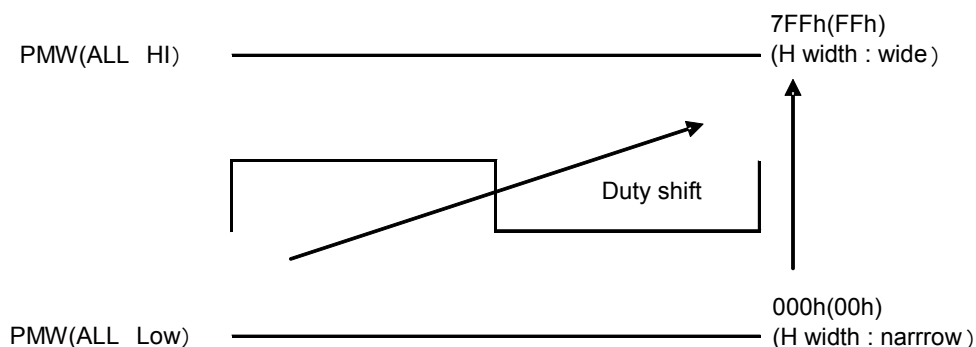 7FFh(FFh)
PMW(ALL HI）
(H width : wide）
Duty shift
000h(00h)
PMW(ALL Low）
(H width : narrrow）